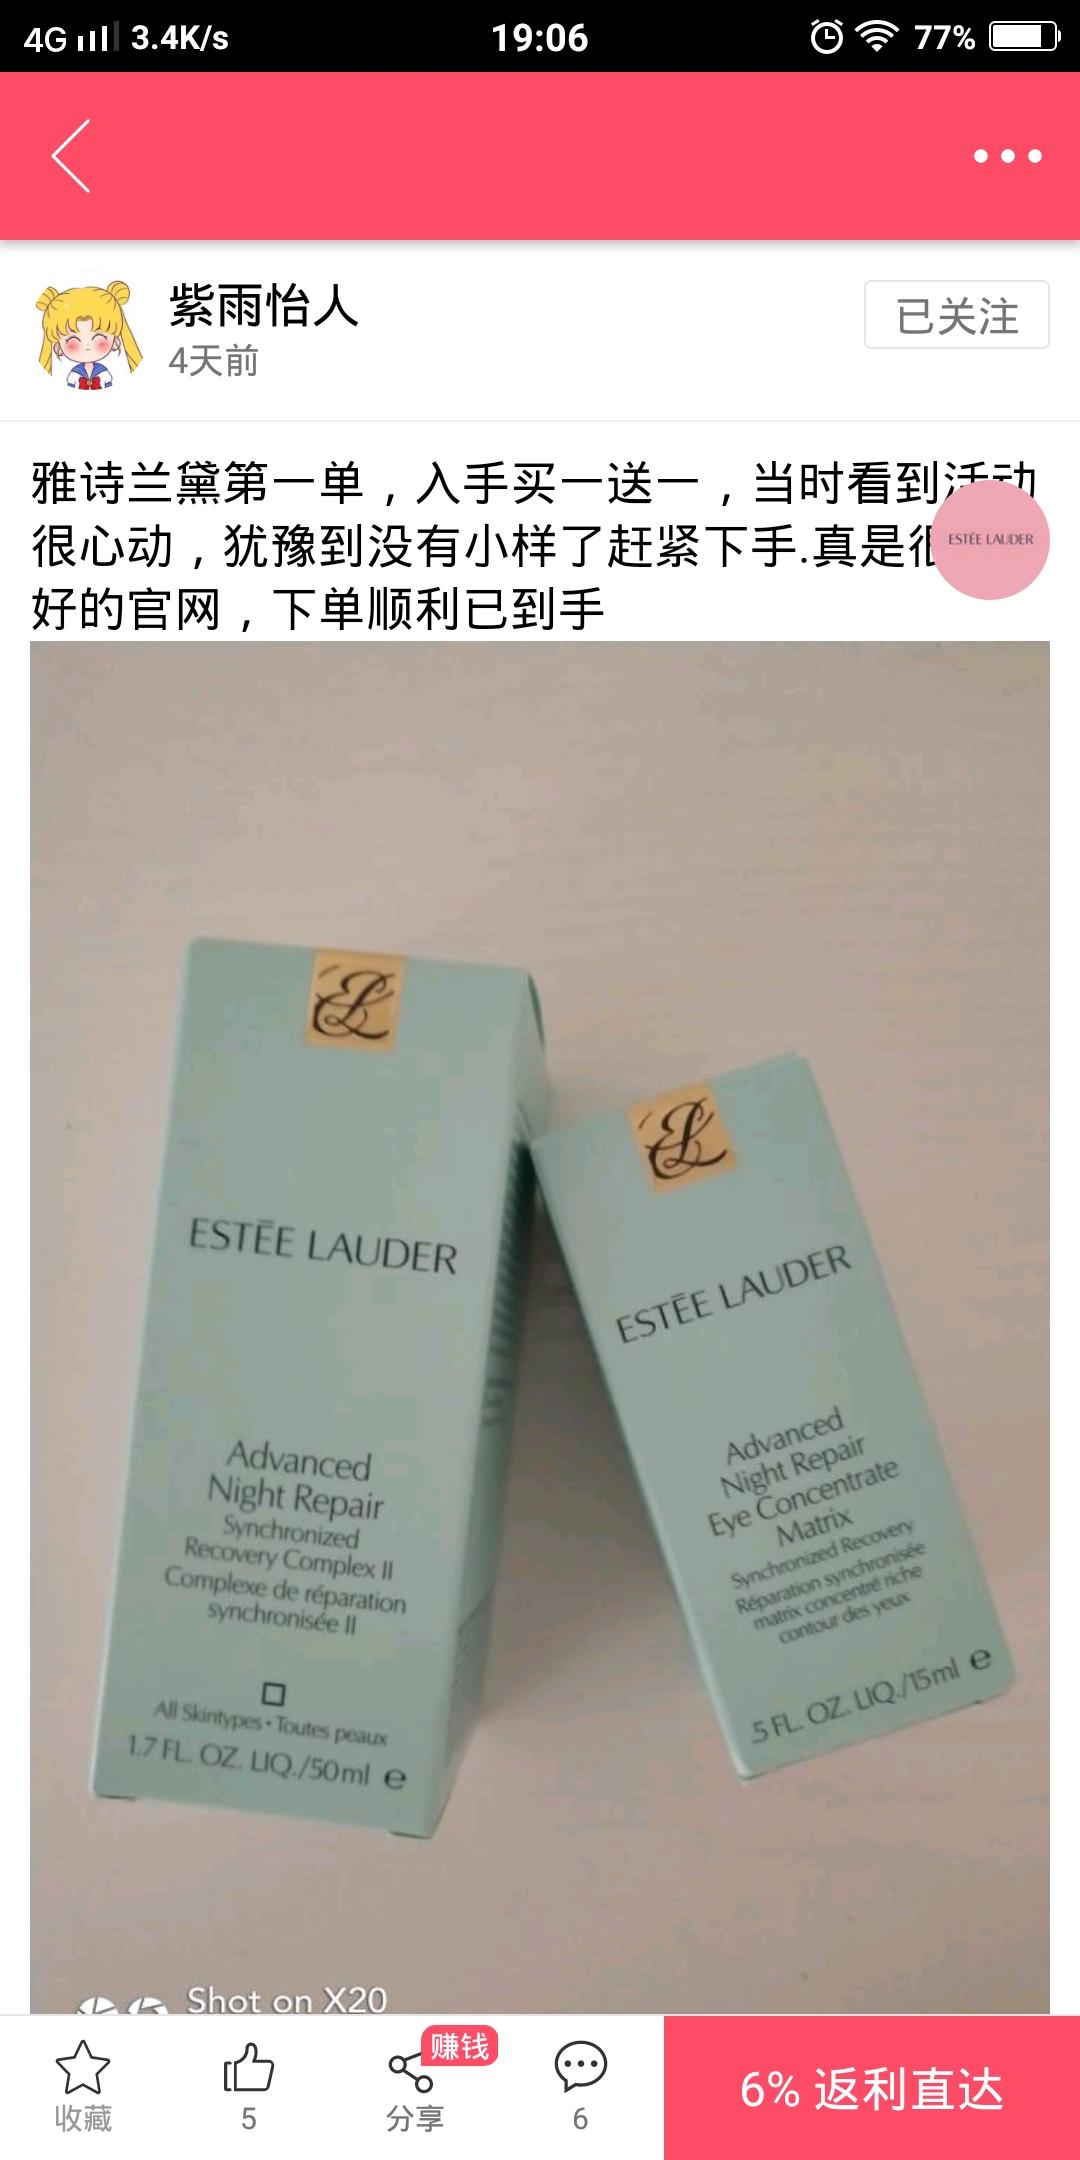 4G 3.4K/s 19:06 77%
紫雨怡人
4天前
已关注
雅诗兰黛第一单，入手买一送一，当时看到活动
很心动，犹豫到没有小样了赶紧下手.真是很
好的官网，下单顺利已到手
ESTĒE LAUDER
ESTĒE LAUDER
Advanced
Night Repair
Synchronized
Recovery Complex II
Complexe de réparation
synchronisée II
All Skintypes • Toutes peaux
1.7 FL. OZ. LIQ./50ml e
ESTĒE LAUDER
Advanced
Night Repair
Eye Concentrate
Matrix
Synchronized Recovery
Réparation synchronisée
matrix concentré riche
contour des yeux
.5 FL. OZ. LIQ./15ml e
Shot on X20
收藏
5
赚钱
分享
6
6% 返利直达